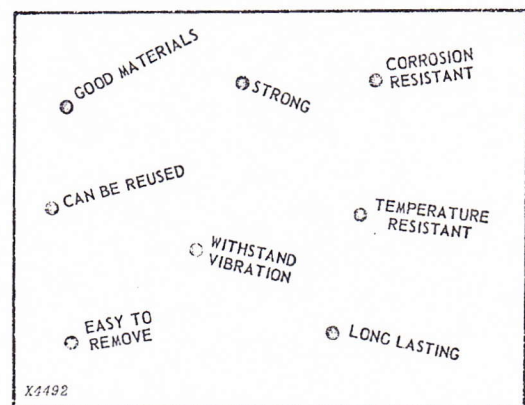 GOOD MATERIALS
STRONG
CORROSION
RESISTANT
CAN BE REUSED
TEMPERATURE
RESISTANT
WITHSTAND
VIBRATION
EASY TO
REMOVE
LONG LASTING
X4492